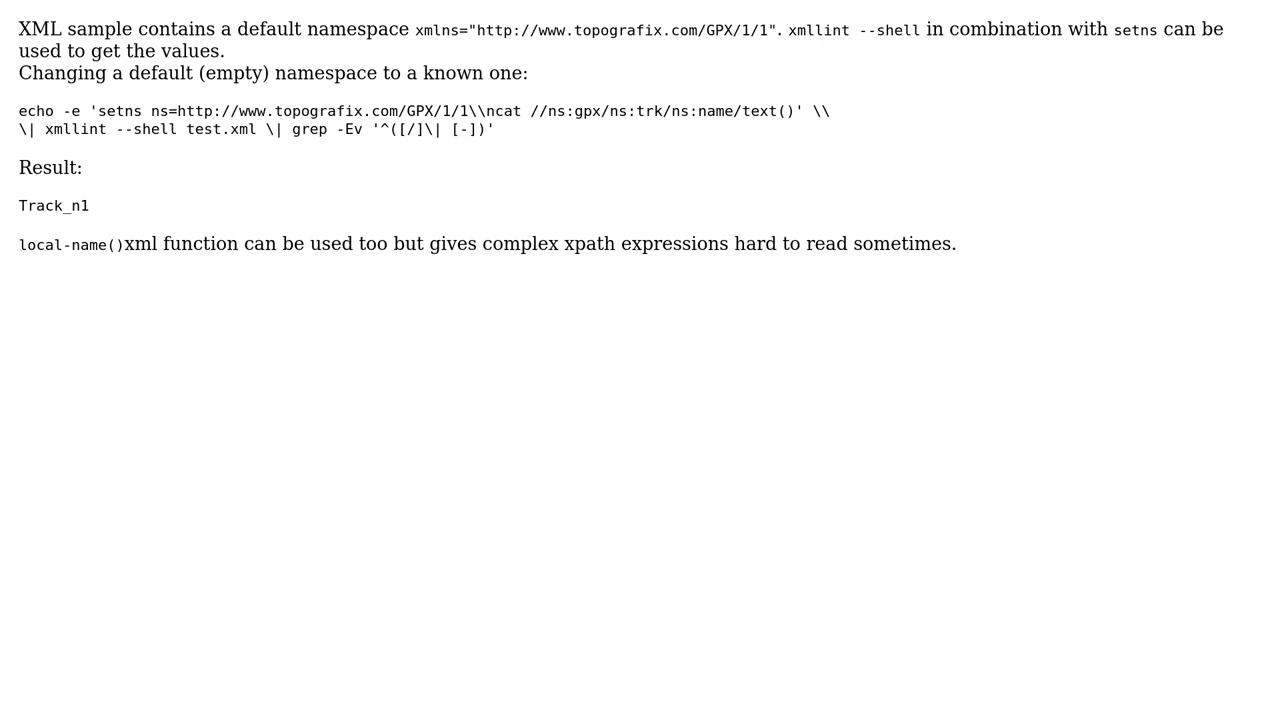 XML sample contains a default namespace xmlns="http://www.topografix.com/GPX/1/1". xmllint --shell in combination with setns can be
used to get the values.
Changing a default (empty) namespace to a known one:
echo -e 'setns ns=http://www.topografix.com/GPX/1/1\\ncat //ns:gpx/ns:trk/ns:name/text()' \\
\| xmllint --shell test.xml \| grep -Ev '^([/]\| [-])'
Result:
Track_n1
local-name()xml function can be used too but gives complex xpath expressions hard to read sometimes.